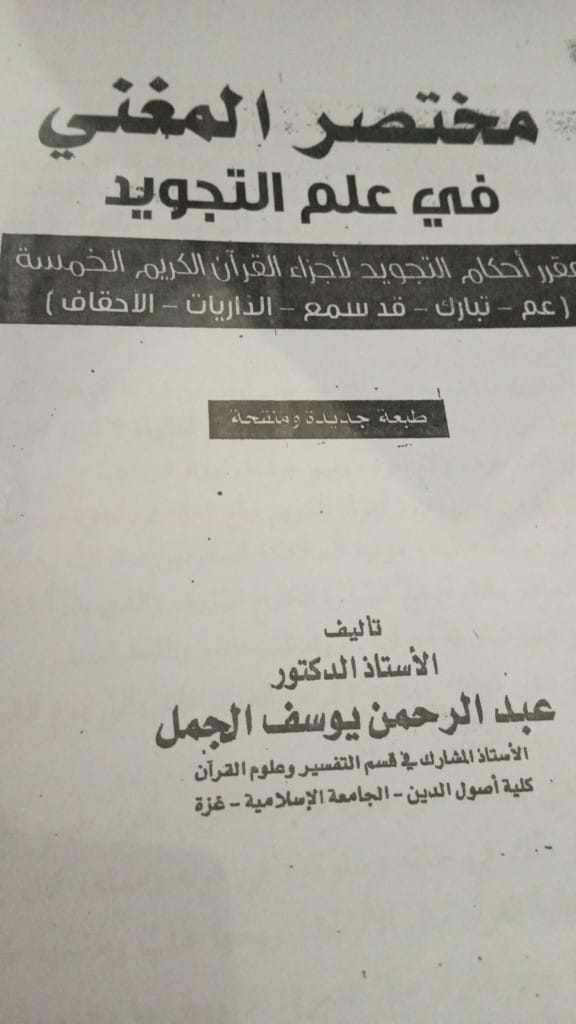 مختصر المغني
في علم التجويد
مقرر أحكام التجويد لأجزاء القرآن الكريم الخمسة
( عم - تبارك - قد سمع - الذاريات - الأحقاف )
طبعة جديدة ومنقحة
تأليف
الأستاذ الدكتور
عبد الرحمن يوسف الجمل
الأستاذ المشارك في قسم التفسير وعلوم القرآن
كلية أصول الدين - الجامعة الإسلامية - غزة